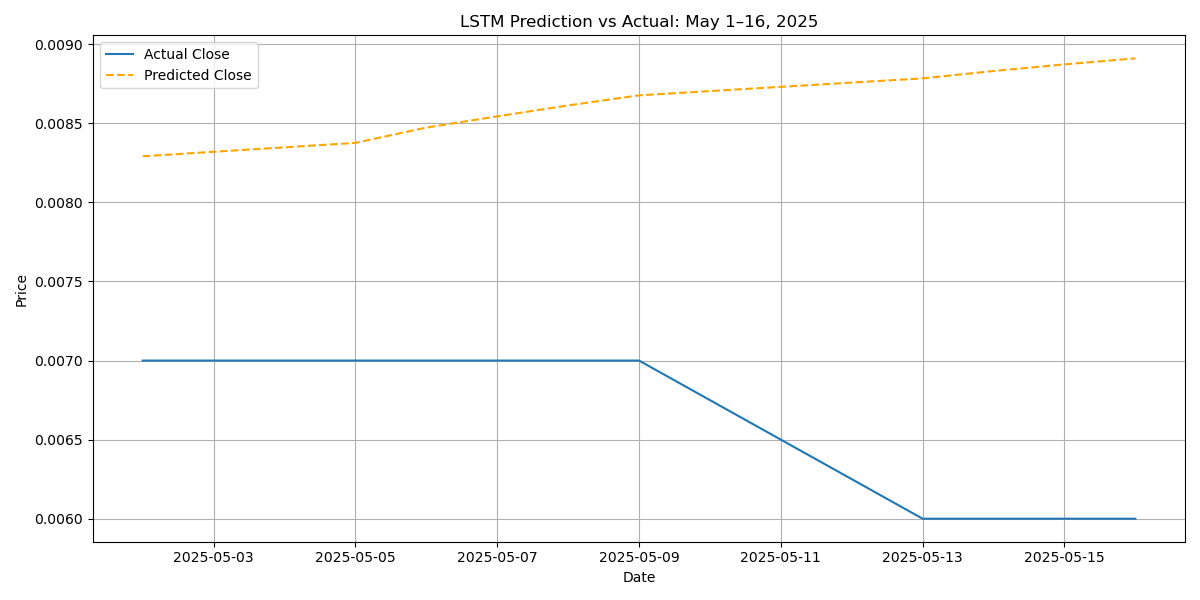 LSTM Prediction vs Actual: May 1–16, 2025
Actual Close
Predicted Close
Price
0.0090
0.0085
0.0080
0.0075
0.0070
0.0065
0.0060
2025-05-03
2025-05-05
2025-05-07
2025-05-09
2025-05-11
2025-05-13
2025-05-15
Date